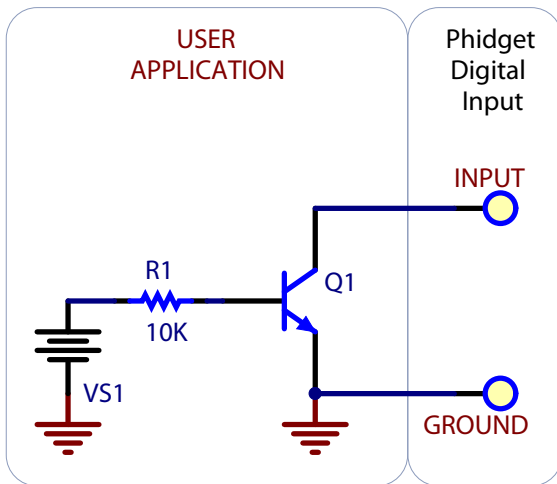 USER
APPLICATION
Phidget
Digital
Input
INPUT
R1
Q1
10K
VS1
GROUND